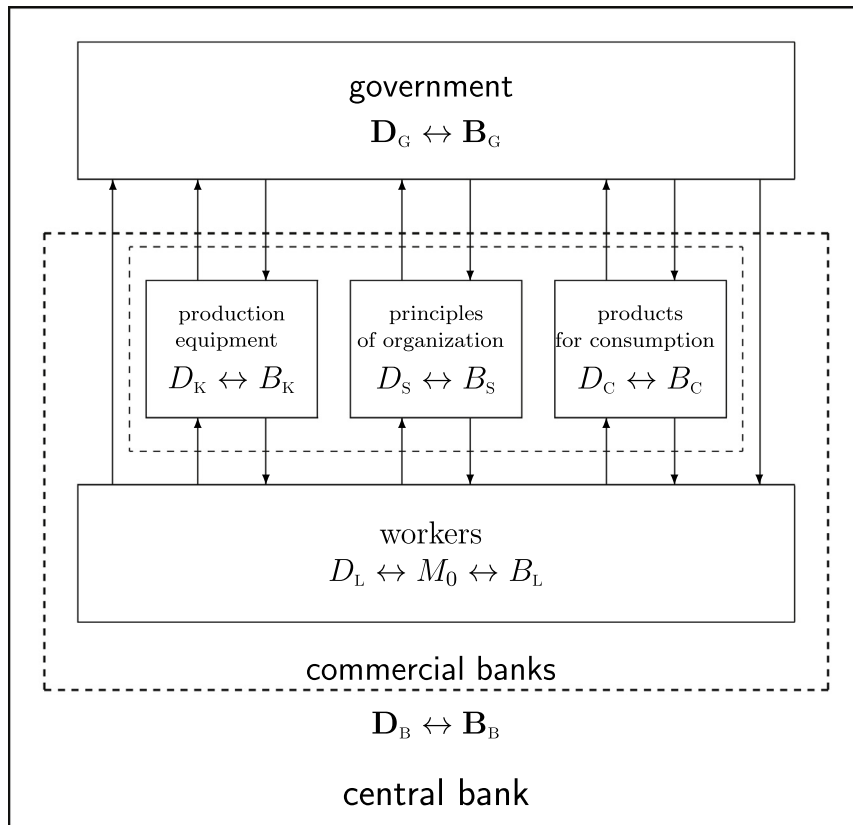 government
D_G ↔ B_G
production
equipment
D_K ↔ B_K
principles
of organization
D_S ↔ B_S
products
for consumption
D_C ↔ B_C
workers
D_L ↔ M_0 ↔ B_L
commercial banks
D_B ↔ B_B
central bank